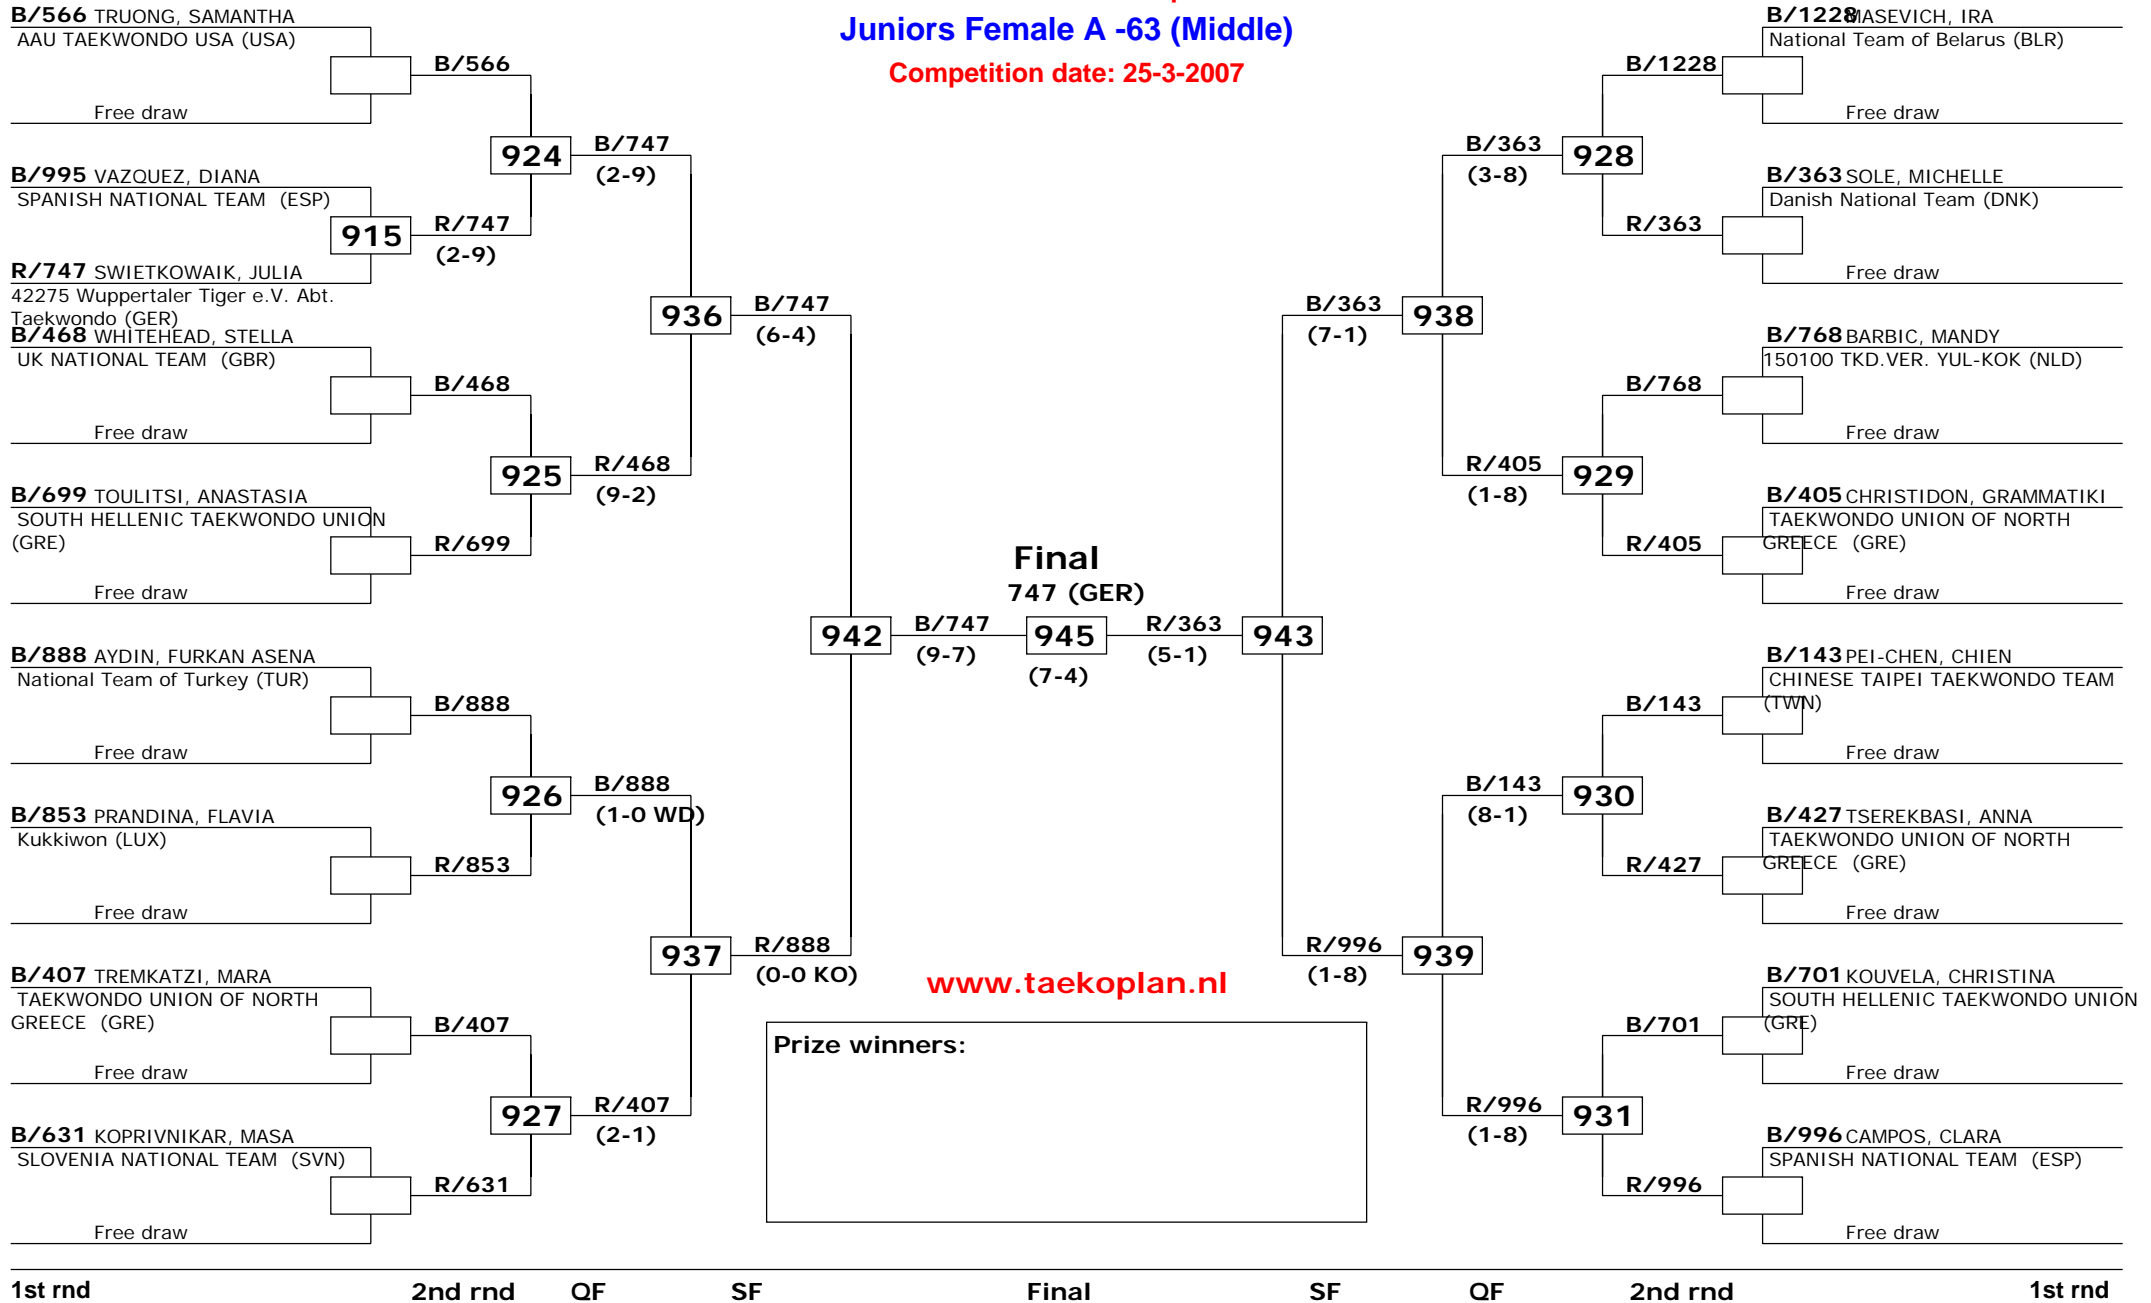 Juniors Female A -63 (Middle)
Competition date: 25-3-2007
B/566 TRUONG, SAMANTHA
AAU TAEKWONDO USA (USA)
B/566
Free draw
924
B/747
(2-9)
B/995 VAZQUEZ, DIANA
SPANISH NATIONAL TEAM (ESP)
915
R/747
(2-9)
R/747 SWIETKOWAIK, JULIA
42275 Wuppertaler Tiger e.V. Abt.
Taekwondo (GER)
936
B/747
(6-4)
B/468 WHITEHEAD, STELLA
UK NATIONAL TEAM (GBR)
B/468
Free draw
925
R/468
(9-2)
B/699 TOULITSI, ANASTASIA
SOUTH HELLENIC TAEKWONDO UNION
(GRE)
R/699
Free draw
942
B/747
(9-7)
B/888 AYDIN, FURKAN ASENA
National Team of Turkey (TUR)
B/888
Free draw
926
B/888
(1-0 WD)
B/853 PRANDINA, FLAVIA
Kukkiwon (LUX)
R/853
Free draw
937
R/888
(0-0 KO)
B/407 TREMKATZI, MARA
TAEKWONDO UNION OF NORTH
GREECE (GRE)
B/407
Free draw
927
R/407
(2-1)
B/631 KOPRIVNIKAR, MASA
SLOVENIA NATIONAL TEAM (SVN)
R/631
Free draw
Final
747 (GER)
945
(7-4)
R/363
(5-1)
943
www.taekoplan.nl
Prize winners:
B/1228 MASEVICH, IRA
National Team of Belarus (BLR)
B/1228
Free draw
B/363
(3-8)
928
B/363 SOLE, MICHELLE
Danish National Team (DNK)
R/363
Free draw
B/363
(7-1)
938
B/768 BARBIC, MANDY
150100 TKD.VER. YUL-KOK (NLD)
B/768
Free draw
R/405
(1-8)
929
B/405 CHRISTIDON, GRAMMATIKI
TAEKWONDO UNION OF NORTH
GREECE (GRE)
R/405
Free draw
B/143 PEI-CHEN, CHIEN
CHINESE TAIPEI TAEKWONDO TEAM
(TWN)
B/143
Free draw
B/143
(8-1)
930
B/427 TSEREKBASI, ANNA
TAEKWONDO UNION OF NORTH
GREECE (GRE)
R/427
Free draw
R/996
(1-8)
939
B/701 KOUVELA, CHRISTINA
SOUTH HELLENIC TAEKWONDO UNION
(GRE)
B/701
Free draw
R/996
(1-8)
931
B/996 CAMPOS, CLARA
SPANISH NATIONAL TEAM (ESP)
R/996
Free draw
1st rnd 2nd rnd QF SF Final SF QF 2nd rnd 1st rnd